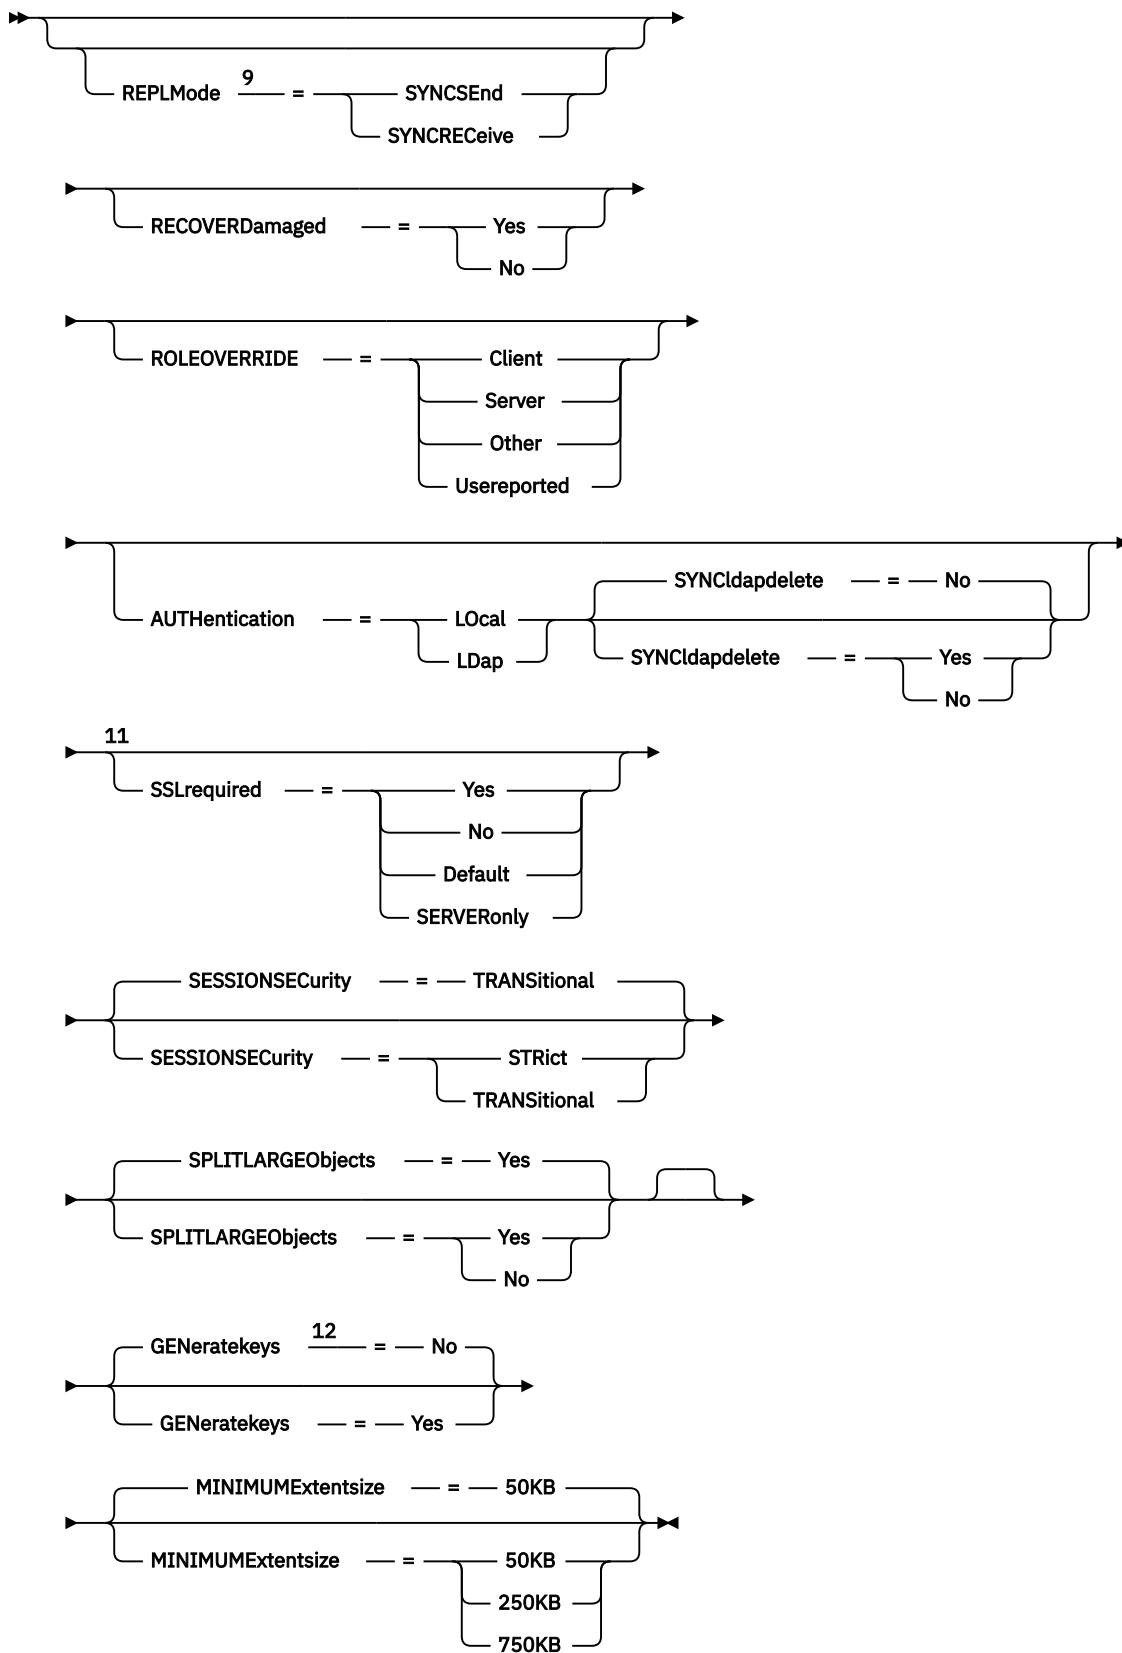 9
REPLMode = SYNCSEnd
SYNCRECeive
RECOVERDamaged = Yes
No
ROLEOVERRIDE = Client
Server
Other
Usereported
SYNCldapdelete = No
AUTHentication = LOcal
LDap
SYNCldapdelete = Yes
No
11
SSLrequired = Yes
No
Default
SERVERonly
SESSIONSECurity = TRANSitional
SESSIONSECurity = STRict
TRANSitional
SPLITLARGEObjects = Yes
SPLITLARGEObjects = Yes
No
12
GENeratekeys = No
GENeratekeys = Yes
MINIMUMExtentsize = 50KB
MINIMUMExtentsize = 50KB
250KB
750KB